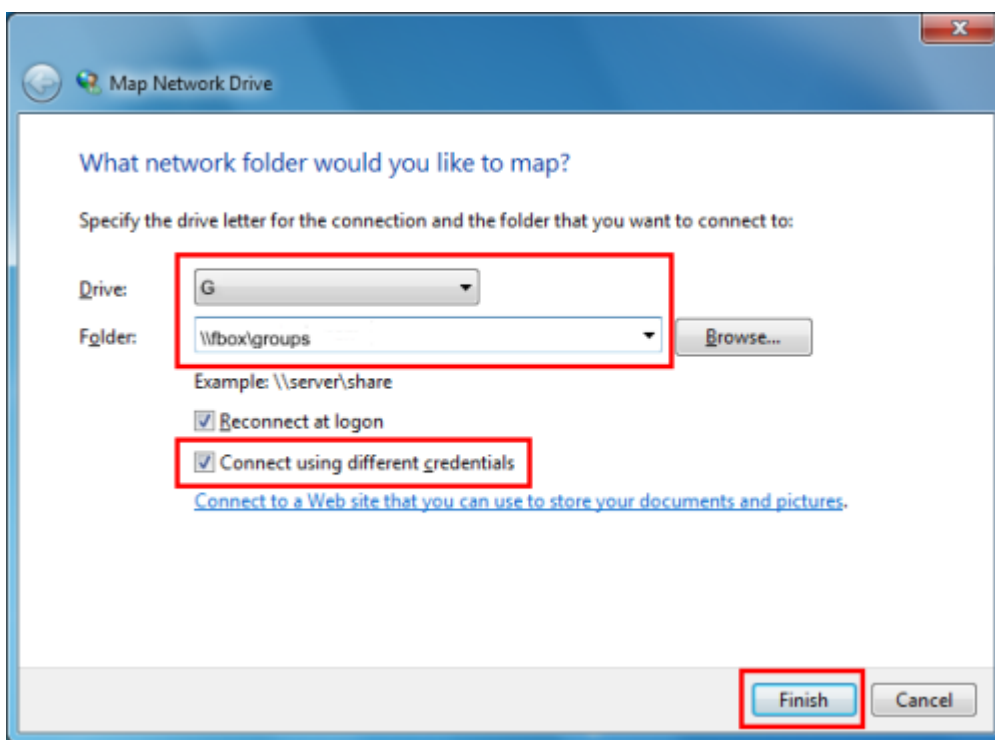 Map Network Drive
What network folder would you like to map?
Specify the drive letter for the connection and the folder that you want to connect to:
Drive: G
Folder: \\fbox\groups Browse...
Example: \\server\share
Reconnect at logon
Connect using different credentials
Connect to a Web site that you can use to store your documents and pictures.
Finish Cancel